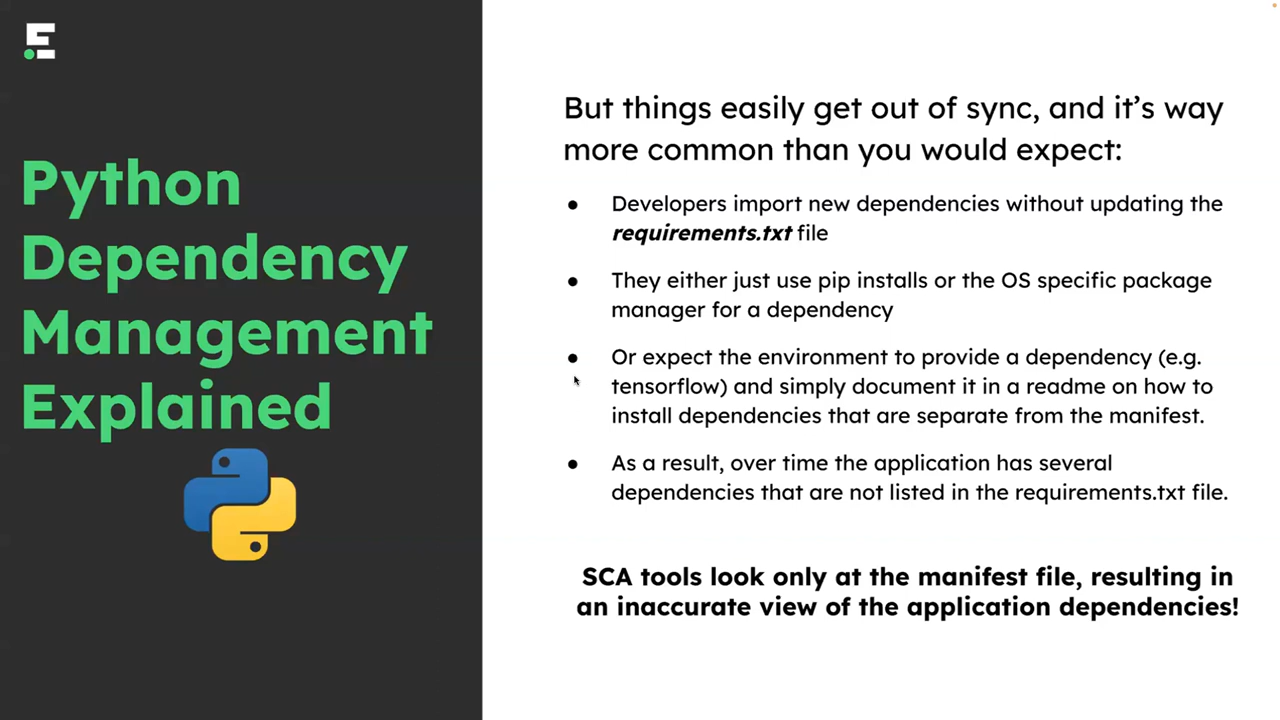 Python
Dependency
Management
Explained
But things easily get out of sync, and it's way
more common than you would expect:
● Developers import new dependencies without updating the
requirements.txt file
● They either just use pip installs or the OS specific package
manager for a dependency
● Or expect the environment to provide a dependency (e.g.
tensorflow) and simply document it in a readme on how to
install dependencies that are separate from the manifest.
● As a result, over time the application has several
dependencies that are not listed in the requirements.txt file.
SCA tools look only at the manifest file, resulting in
an inaccurate view of the application dependencies!